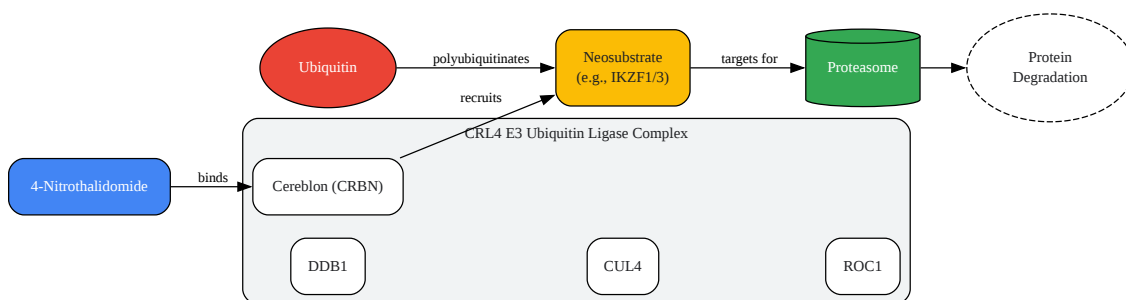 Ubiquitin
polyubiquitinates
Neosubstrate
(e.g., IKZF1/3)
targets for
Proteasome
Protein
Degradation
recruits
CRL4 E3 Ubiquitin Ligase Complex
4-Nitrothalidomide
binds
Cereblon (CRBN)
DDB1
CUL4
ROC1